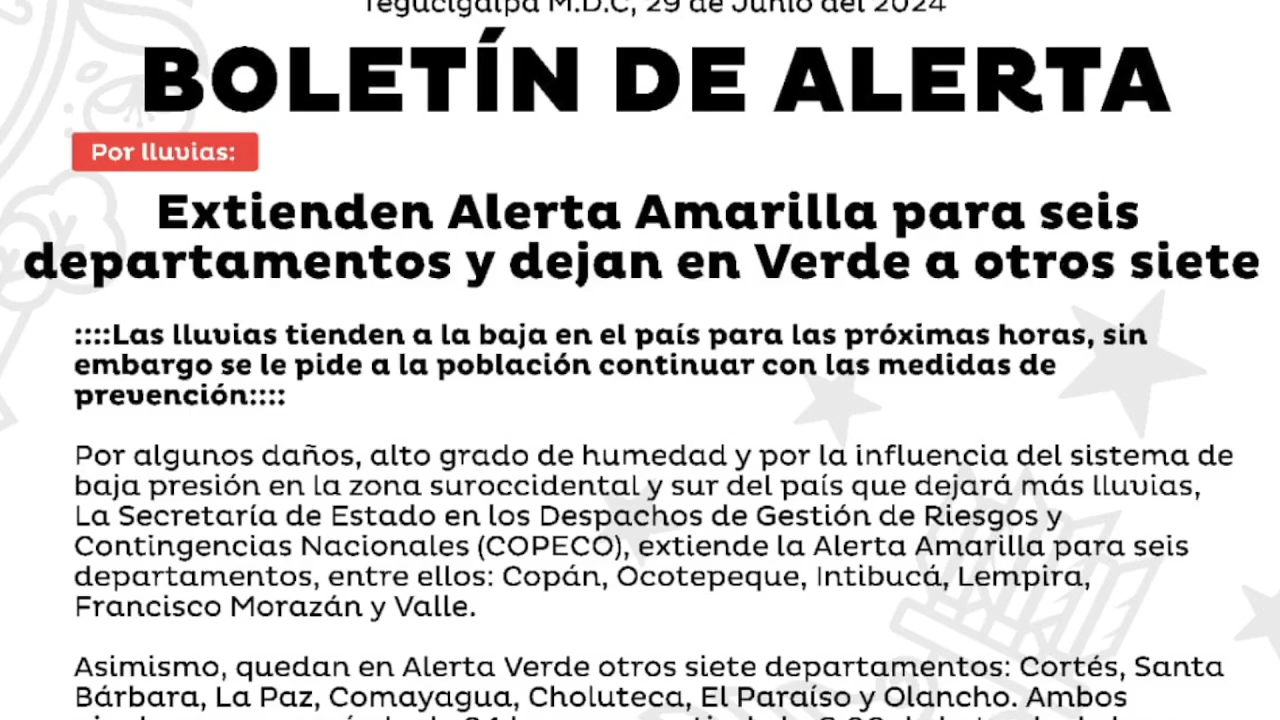 Tegucigalpa M.D.C, 29 de Junio del 2024
BOLETÍN DE ALERTA
Por lluvias:
Extienden Alerta Amarilla para seis
departamentos y dejan en Verde a otros siete
::::Las lluvias tienden a la baja en el país para las próximas horas, sin
embargo se le pide a la población continuar con las medidas de
prevención::::
Por algunos daños, alto grado de humedad y por la influencia del sistema de
baja presión en la zona suroccidental y sur del país que dejará más lluvias,
La Secretaría de Estado en los Despachos de Gestión de Riesgos y
Contingencias Nacionales (COPECO), extiende la Alerta Amarilla para seis
departamentos, entre ellos: Copán, Ocotepeque, Intibucá, Lempira,
Francisco Morazán y Valle.
Asimismo, quedan en Alerta Verde otros siete departamentos: Cortés, Santa
Bárbara, La Paz, Comayagua, Choluteca, El Paraíso y Olancho. Ambos